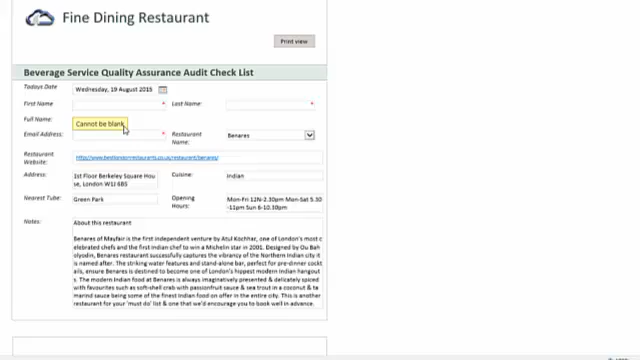 Fine Dining Restaurant
Print view
Beverage Service Quality Assurance Audit Check List
Todays Date Wednesday, 19 August 2015
First Name * Last Name: *
Full Name:
Cannot be blank
Email Address: * Restaurant Name: Benares
Restaurant Website: http://www.bestlondonrestaurants.co.uk/restaurant/benares/
Address: 1st Floor Berkeley Square Hou
se, London W1J 6BS
Cuisine: Indian
Nearest Tube: Green Park
Opening Hours: Mon-Fri 12N-2.30pm Mon-Sat 5.30
-11pm Sun 6-10.30pm
Notes: About this restaurant
Benares of Mayfair is the first independent venture by Atul Kochhar, one of London's most c
elebrated chefs and the first Indian chef to win a Michelin star in 2001. Designed by Ou Bah
olyodin, Benares restaurant successfully captures the vibrancy of the Northern Indian city it
is named after. The striking water features and stand-alone bar, perfect for pre-dinner cockt
ails, ensure Benares is destined to become one of London's hippest modern Indian hangout
s. The modern Indian food at Benares is always imaginatively presented & delicately spiced
with favourites such as soft-shell crab with passionfruit sauce & sea trout in a coconut & ta
marind sauce being some of the finest Indian food on offer in the entire city. This is another
restaurant for your 'must do' list & one that we'd encourage you to book well in advance.